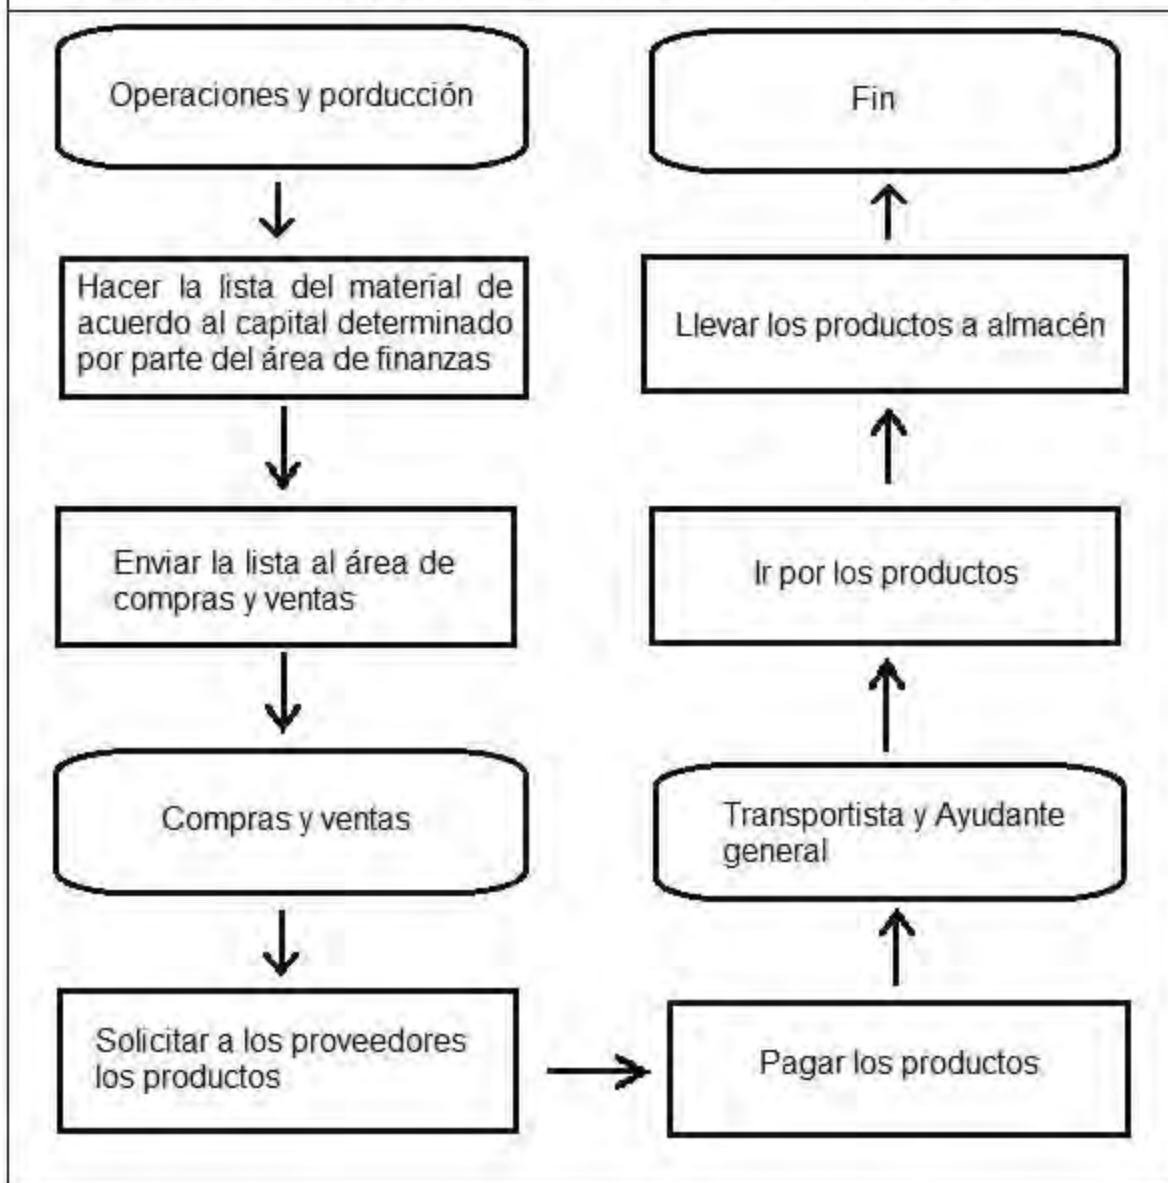 Operaciones y porducción
Hacer la lista del material de
acuerdo al capital determinado
por parte del área de finanzas
Enviar la lista al área de
compras y ventas
Compras y ventas
Solicitar a los proveedores
los productos
Pagar los productos
Transportista y Ayudante
general
Ir por los productos
Llevar los productos a almacén
Fin